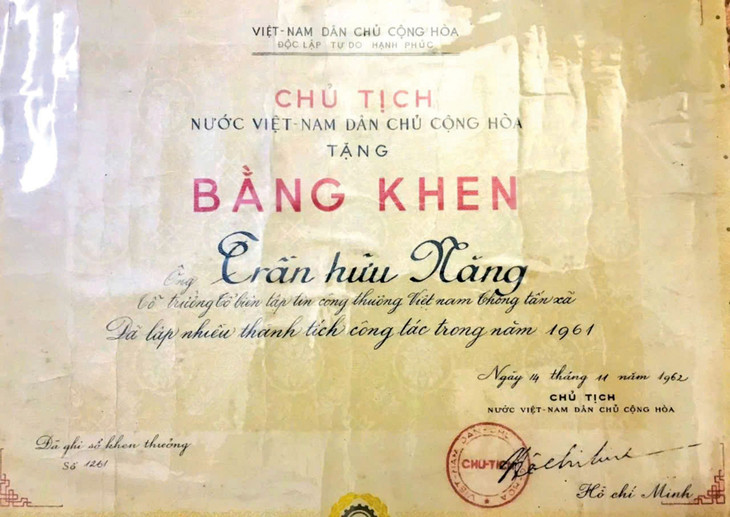 VIỆT-NAM DÂN CHỦ CỘNG HÒA
ĐỘC LẬP TỰ DO HẠNH PHÚC
CHỦ TỊCH
NƯỚC VIỆT-NAM DÂN CHỦ CỘNG HÒA
TẶNG
BẰNG KHEN
Ông Trần hữu Năng
Tổ trưởng Tổ biên tập tin công thương Việt nam Thông tấn xã
Đã lập nhiều thành tích công tác trong năm 1961
Ngày 14 tháng 11 năm 1962
CHỦ TỊCH
NƯỚC VIỆT-NAM DÂN CHỦ CỘNG HÒA
Đã ghi sổ khen thưởng
Số 1261
CHỦ-TỊCH
Hồ chí Minh